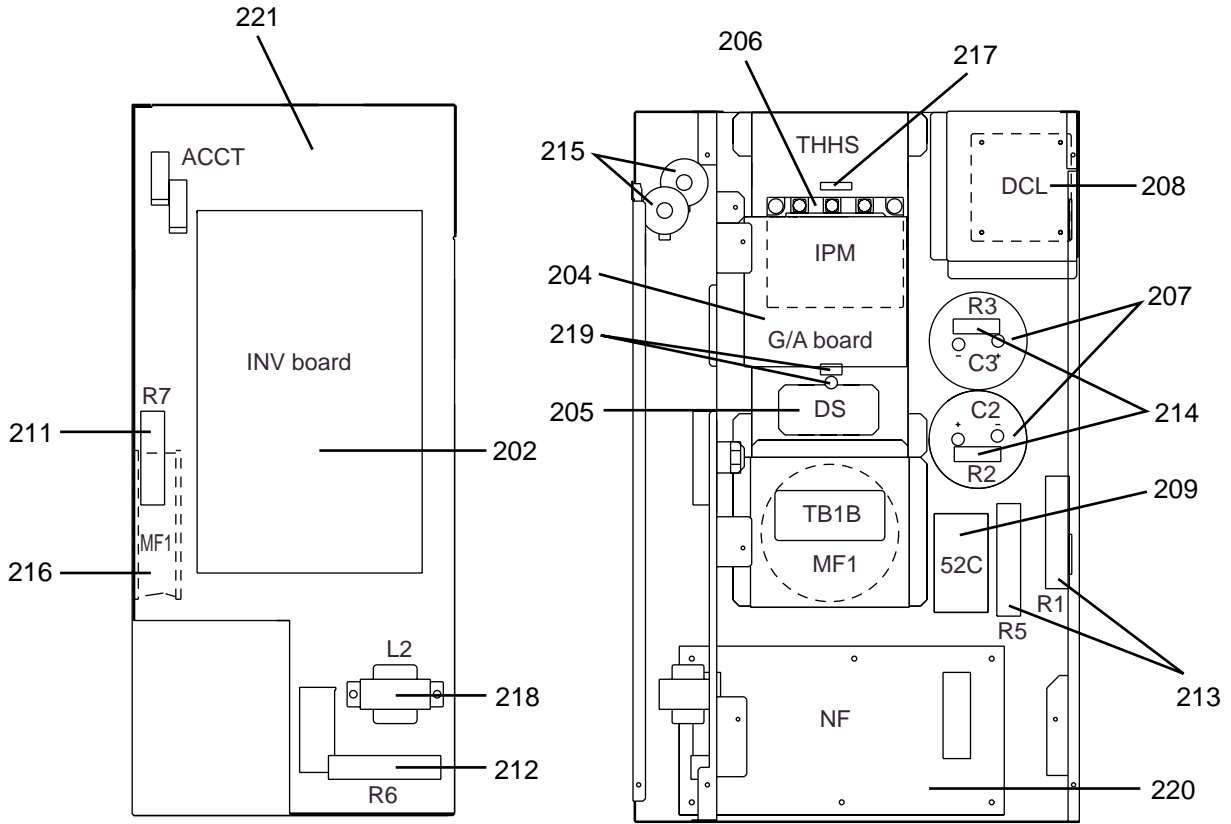 221
206
217
ACCT
215
THHS
DCL
208
IPM
204
207
R3
INV board
G/A board
219
− +
C3
R7
C2
205
DS
214
211
202
+ −
R2
209
TB1B
MF1
52C
MF1
216
R1
R5
L2
218
213
NF
212
R6
220